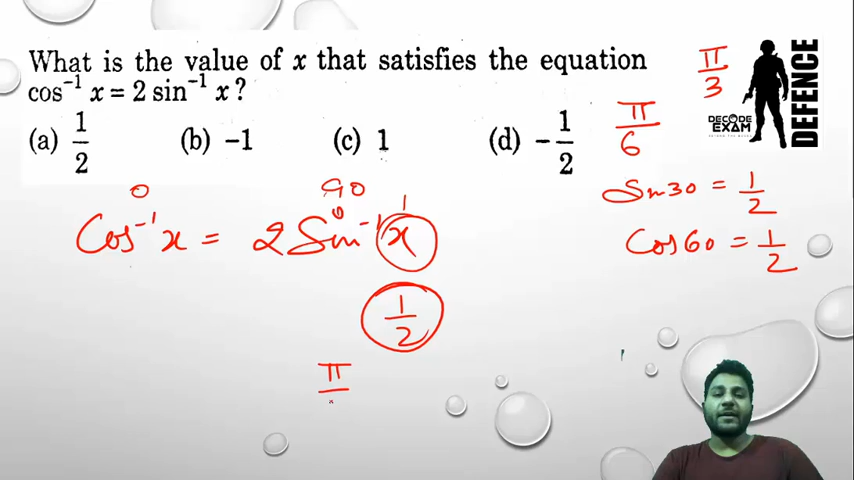 What is the value of x that satisfies the equation
cos⁻¹ x = 2 sin⁻¹ x?
(a) 1/2 (b) −1 (c) 1 (d) −1/2
π/3
π/6
DECODE EXAM
DEFENCE
0 90
Cos⁻¹x = 2 Sin⁻¹x
1
1/2
π
Sin30 = 1/2
Cos60 = 1/2